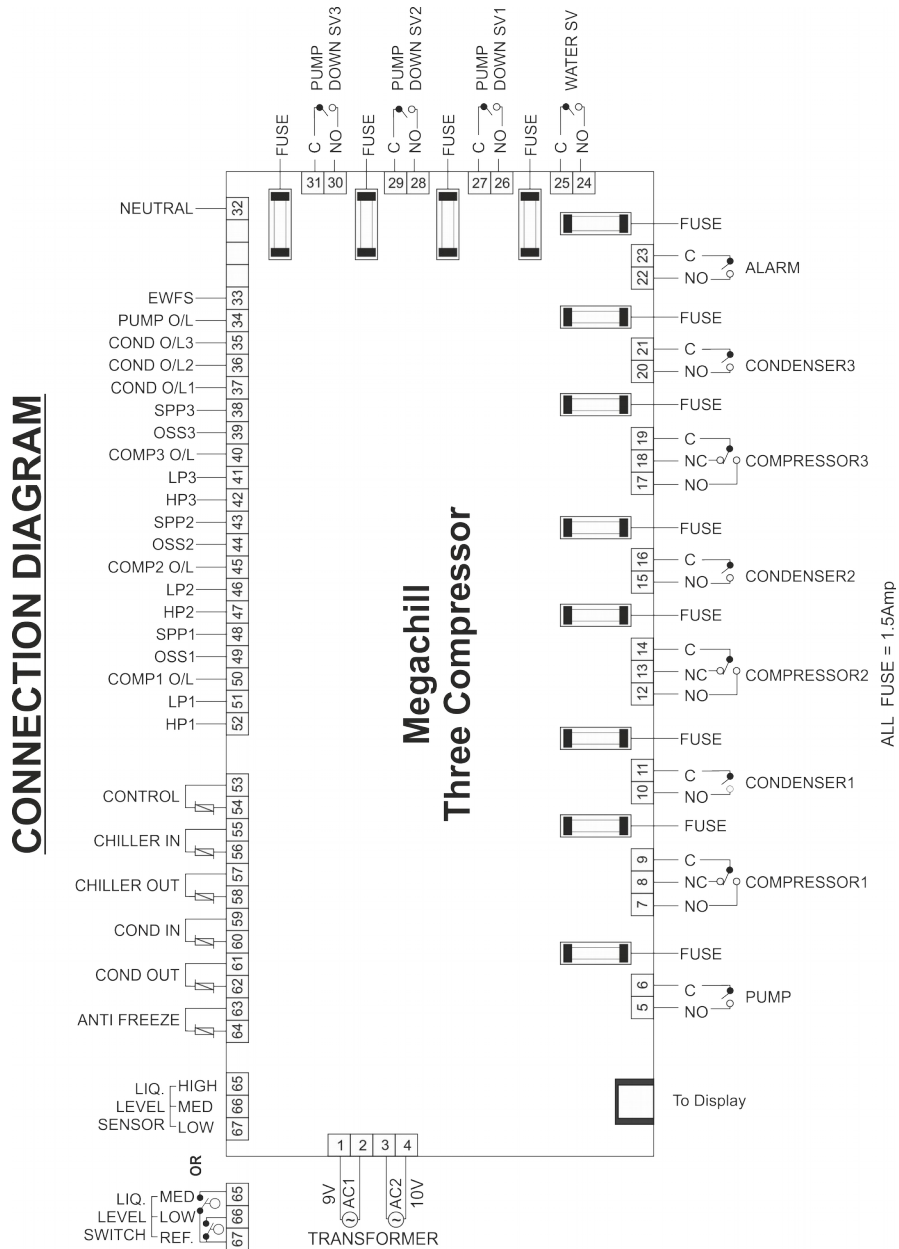 CONNECTION DIAGRAM
Megachill
Three Compressor
FUSE
C
NO
31 30
PUMP
DOWN SV3
FUSE
C
NO
29 28
PUMP
DOWN SV2
FUSE
C
NO
27 26
PUMP
DOWN SV1
FUSE
C
NO
25 24
WATER SV
NEUTRAL 32
EWFS 33
PUMP O/L 34
COND O/L3 35
COND O/L2 36
COND O/L1 37
SPP3 38
OSS3 39
COMP3 O/L 40
LP3 41
HP3 42
SPP2 43
OSS2 44
COMP2 O/L 45
LP2 46
HP2 47
SPP1 48
OSS1 49
COMP1 O/L 50
LP1 51
HP1 52
CONTROL 53
54
CHILLER IN 55
56
CHILLER OUT 57
58
COND IN 59
60
COND OUT 61
62
ANTI FREEZE 63
64
LIQ. HIGH 65
LEVEL MED 66
SENSOR LOW 67
OR
LIQ. MED 65
LEVEL LOW 66
SWITCH REF. 67
FUSE
23 C
22 NO
ALARM
FUSE
21 C
20 NO
CONDENSER3
FUSE
19 C
18 NC
17 NO
COMPRESSOR3
FUSE
16 C
15 NO
CONDENSER2
FUSE
14 C
13 NC
12 NO
COMPRESSOR2
FUSE
11 C
10 NO
CONDENSER1
FUSE
9 C
8 NC
7 NO
COMPRESSOR1
FUSE
6 C
5 NO
PUMP
To Display
1 2 3 4
9V AC1
AC2 10V
TRANSFORMER
ALL FUSE = 1.5Amp